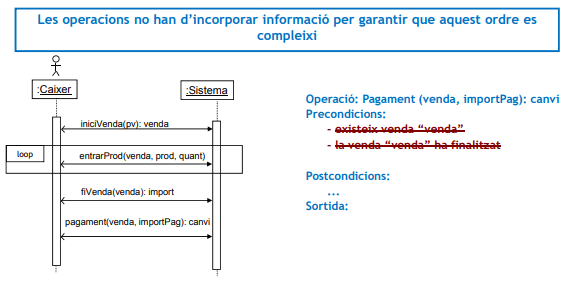 Les operacions no han d’incorporar informació per garantir que aquest ordre es
compleixi
:Caixer
:Sistema
iniciVenda(pv): venda
loop
entrarProd(venda, prod, quant)
fiVenda(venda): import
pagament(venda, importPag): canvi
Operació: Pagament (venda, importPag): canvi
Precondicions:
- existeix venda “venda”
- la venda “venda” ha finalitzat
Postcondicions:
...
Sortida: